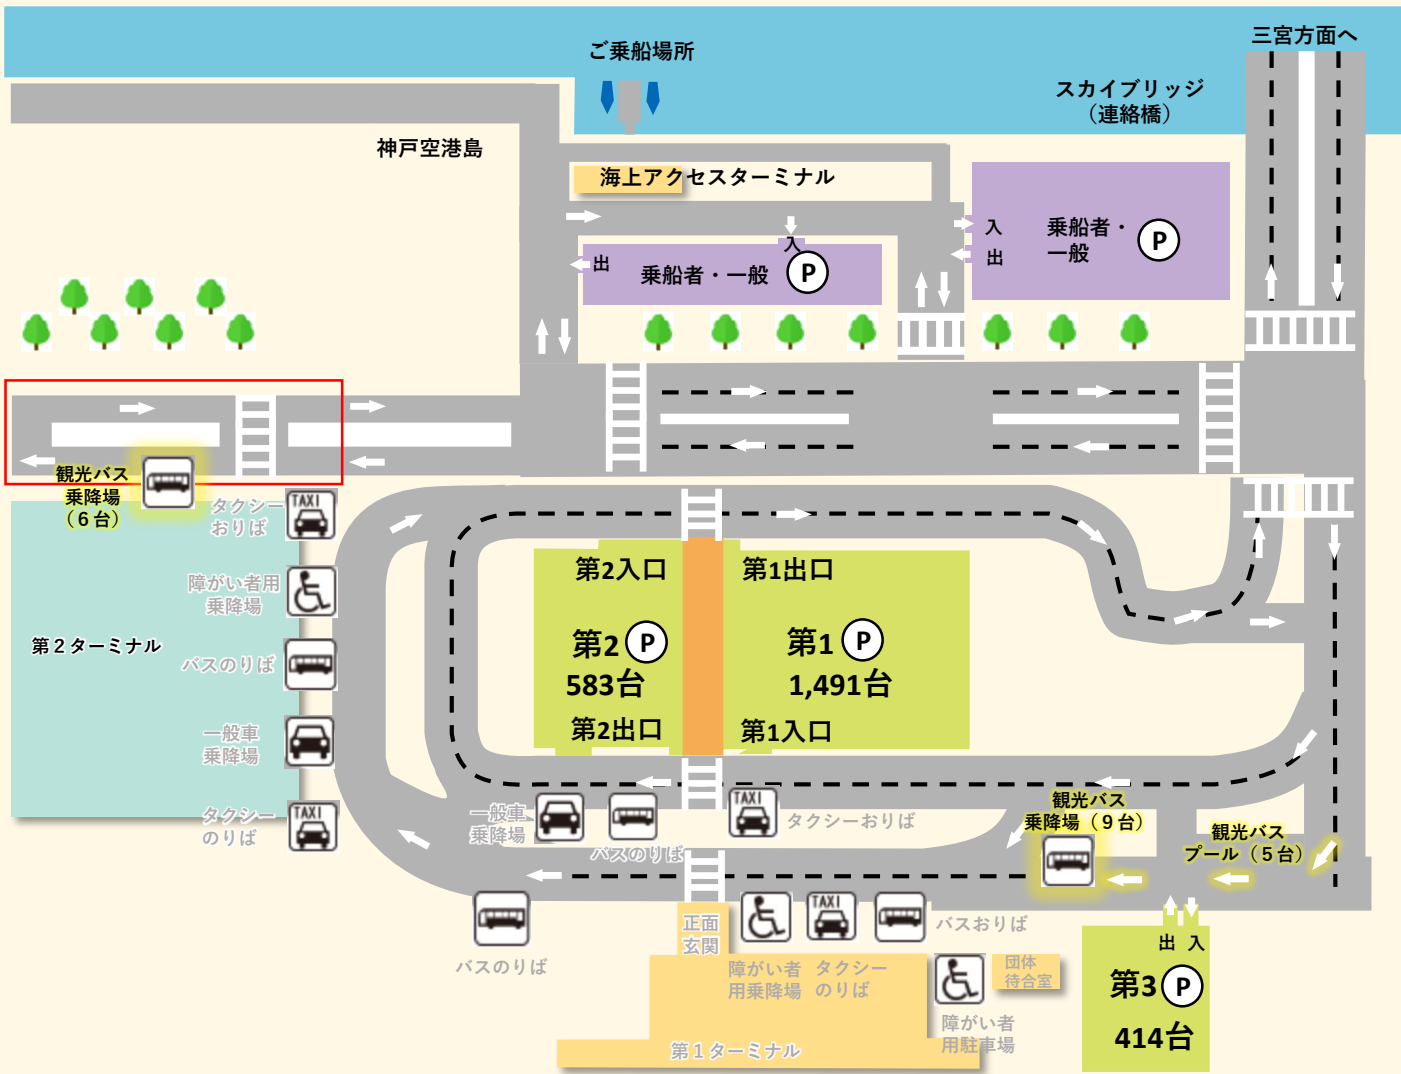 三宮方面へ
ご乗船場所
スカイブリッジ
（連絡橋）
神戸空港島
海上アクセスターミナル
入
出
乗船者・一般
P
入
出
乗船者・
一般
P
観光バス
乗降場
（６台）
タクシー
おりば
TAXI
障がい者用
乗降場
第２ターミナル
バスのりば
一般車
乗降場
タクシー
のりば
TAXI
第2入口
第2
P
583台
第2出口
第1出口
第1
P
1,491台
第1入口
一般車
乗降場
バスのりば
TAXI
タクシーおりば
観光バス
乗降場（９台）
観光バス
プール（５台）
バスのりば
正面
玄関
障がい者
用乗降場
TAXI
タクシー
のりば
バスおりば
団体
待合室
障がい者
用駐車場
第１ターミナル
出 入
第3
P
414台